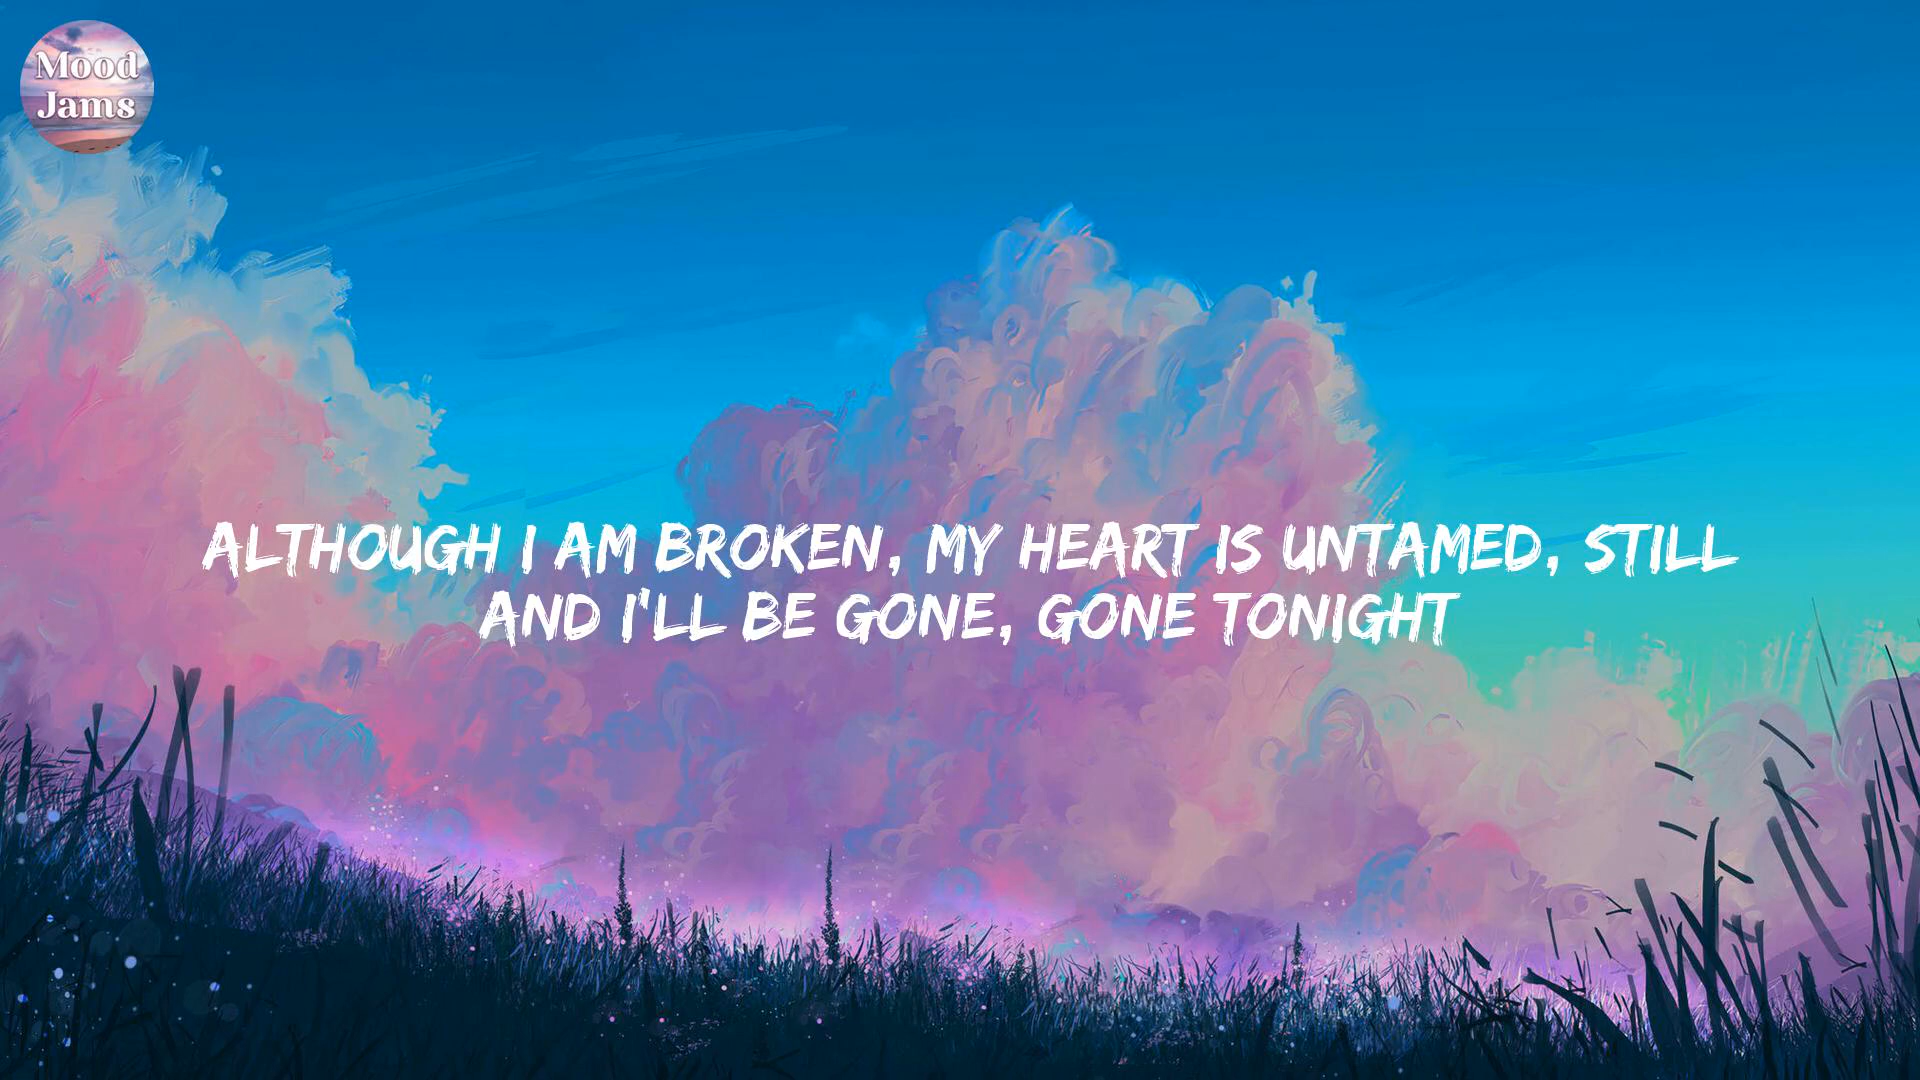 Mood
Jams
ALTHOUGH I AM BROKEN, MY HEART IS UNTAMED, STILL
AND I'LL BE GONE, GONE TONIGHT